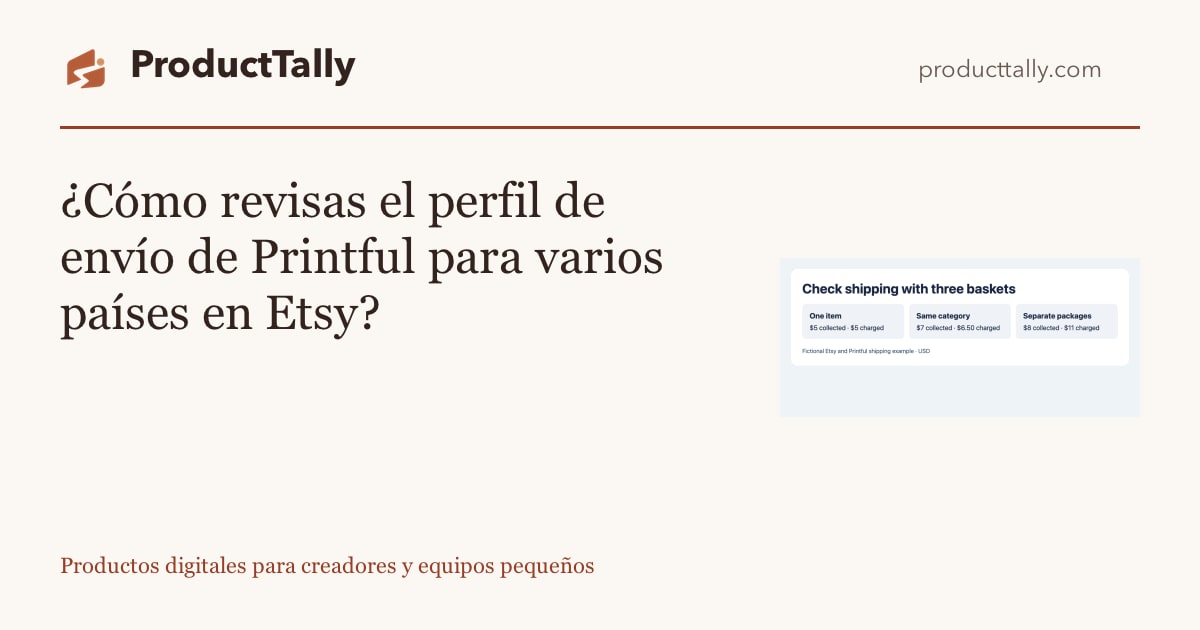 ProductTally
producttally.com
¿Cómo revisas el perfil de
envío de Printful para varios
países en Etsy?
Check shipping with three baskets
One item
$5 collected · $5 charged
Same category
$7 collected · $6.50 charged
Separate packages
$8 collected · $11 charged
Fictional Etsy and Printful shipping example · USD
Productos digitales para creadores y equipos pequeños